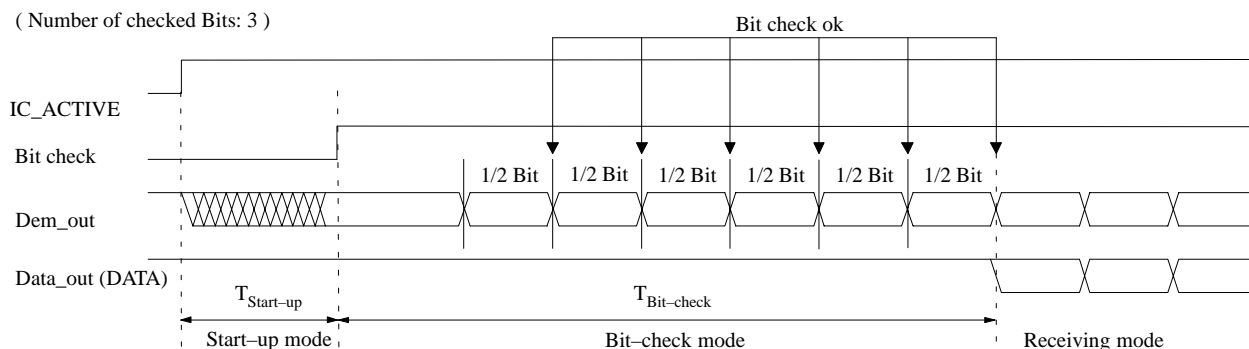 ( Number of checked Bits: 3 )
Bit check ok
IC_ACTIVE
Bit check
1/2 Bit 1/2 Bit 1/2 Bit 1/2 Bit 1/2 Bit 1/2 Bit
Dem_out
Data_out (DATA)
TStart–up TBit–check
Start–up mode Bit–check mode Receiving mode